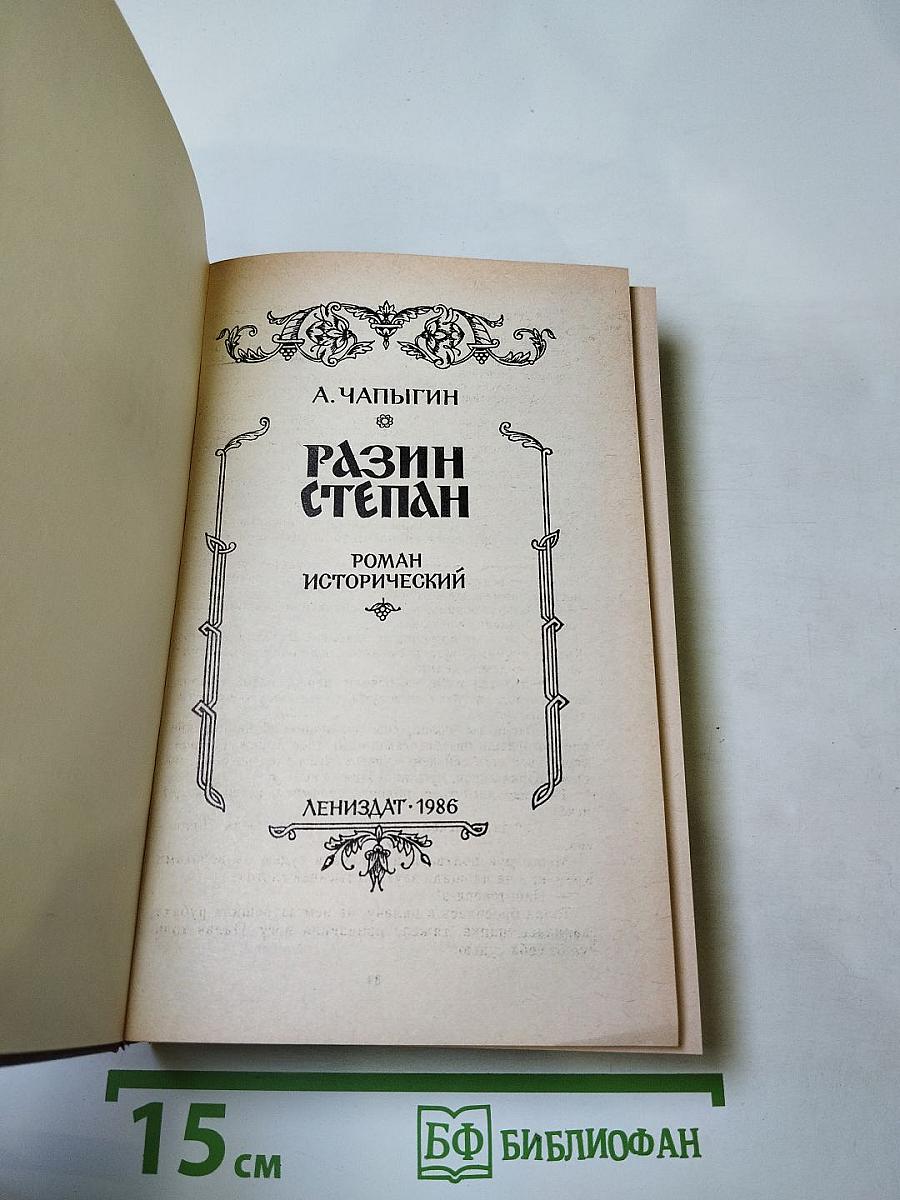 А. ЧАПЫГИН
РАЗИН
СТЕПАН
РОМАН
ИСТОРИЧЕСКИЙ
ЛЕНИЗДАТ · 1986
15 СМ
БФ БИБЛИОФАН